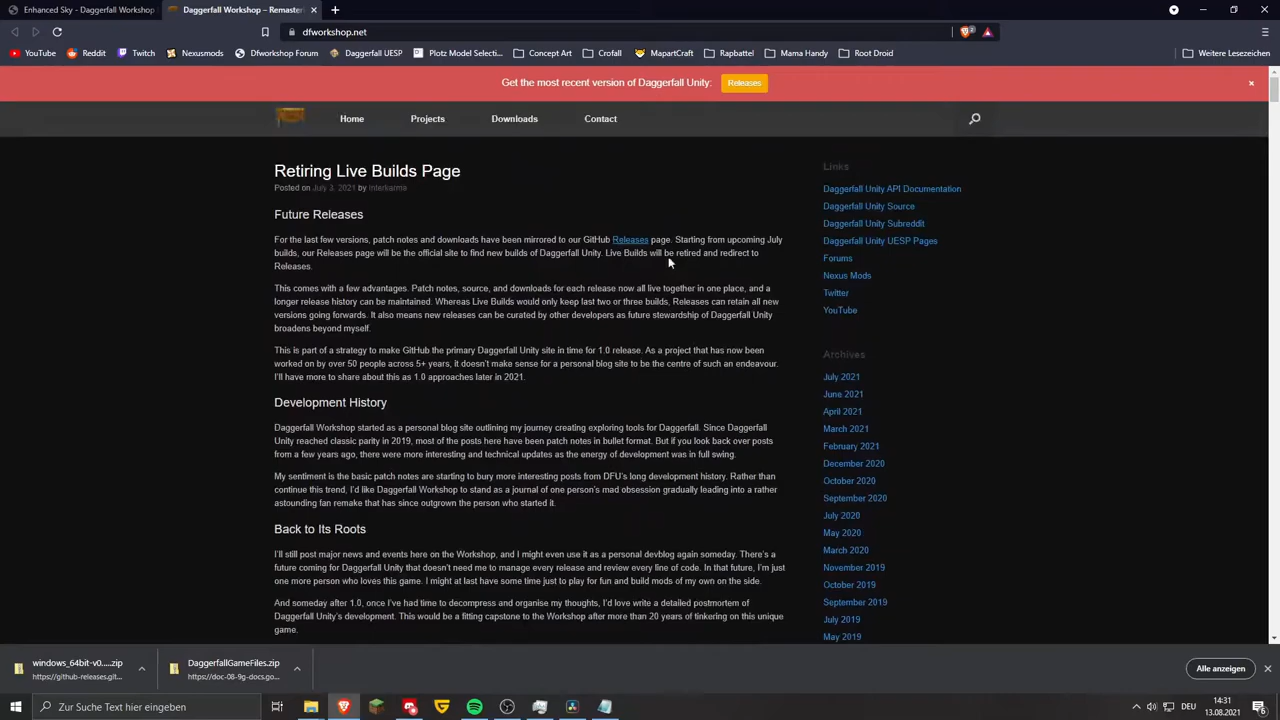 Enhanced Sky - Daggerfall Workshop
Daggerfall Workshop - Remaster
dfworkshop.net
YouTube
Reddit
Twitch
Nexusmods
Dfworkshop Forum
Daggerfall UESP
Plotz Model Selecti...
Concept Art
Crofall
MapartCraft
Rapbattel
Mama Handy
Root Droid
Weitere Lesezeichen
Get the most recent version of Daggerfall Unity:
Releases
Home
Projects
Downloads
Contact
Retiring Live Builds Page
Posted on July 3, 2021 by Interkarma
Future Releases
For the last few versions, patch notes and downloads have been mirrored to our GitHub Releases page. Starting from upcoming July
builds, our Releases page will be the official site to find new builds of Daggerfall Unity. Live Builds will be retired and redirect to
Releases.
This comes with a few advantages. Patch notes, source, and downloads for each release now all live together in one place, and a
longer release history can be maintained. Whereas Live Builds would only keep last two or three builds, Releases can retain all new
versions going forwards. It also means new releases can be curated by other developers as future stewardship of Daggerfall Unity
broadens beyond myself.
This is part of a strategy to make GitHub the primary Daggerfall Unity site in time for 1.0 release. As a project that has now been
worked on by over 50 people across 5+ years, it doesn't make sense for a personal blog site to be the centre of such an endeavour.
I'll have more to share about this as 1.0 approaches later in 2021.
Development History
Daggerfall Workshop started as a personal blog site outlining my journey creating exploring tools for Daggerfall. Since Daggerfall
Unity reached classic parity in 2019, most of the posts here have been patch notes in bullet format. But if you look back over posts
from a few years ago, there were more interesting and technical updates as the energy of development was in full swing.
My sentiment is the basic patch notes are starting to bury more interesting posts from DFU's long development history. Rather than
continue this trend, I'd like Daggerfall Workshop to stand as a journal of one person's mad obsession gradually leading into a rather
astounding fan remake that has since outgrown the person who started it.
Back to Its Roots
I'll still post major news and events here on the Workshop, and I might even use it as a personal devblog again someday. There's a
future coming for Daggerfall Unity that doesn't need me to manage every release and review every line of code. In that future, I'm just
one more person who loves this game. I might at last have some time just to play for fun and build mods of my own on the side.
And someday after 1.0, once I've had time to decompress and organise my thoughts, I'd love write a detailed postmortem of
Daggerfall Unity's development. This would be a fitting capstone to the Workshop after more than 20 years of tinkering on this unique
game.
Links
Daggerfall Unity API Documentation
Daggerfall Unity Source
Daggerfall Unity Subreddit
Daggerfall Unity UESP Pages
Forums
Nexus Mods
Twitter
YouTube
Archives
July 2021
June 2021
April 2021
March 2021
February 2021
December 2020
October 2020
September 2020
July 2020
May 2020
March 2020
November 2019
October 2019
September 2019
July 2019
May 2019
windows_64bit-v0.....zip
https://github-releases.git...
DaggerfallGameFiles.zip
https://doc-08-9g-docs.go...
Alle anzeigen
Zur Suche Text hier eingeben
DEU
14:31
13.08.2021